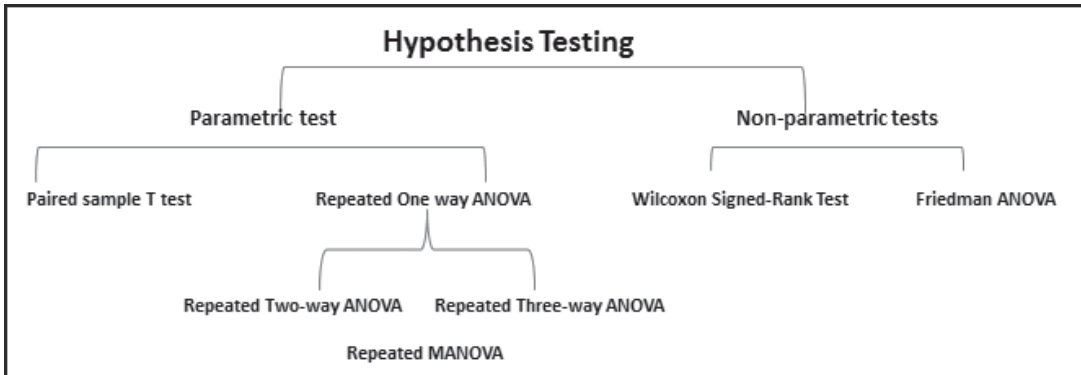 Hypothesis Testing
Parametric test
Non-parametric tests
Paired sample T test
Repeated One way ANOVA
Wilcoxon Signed-Rank Test
Friedman ANOVA
Repeated Two-way ANOVA
Repeated Three-way ANOVA
Repeated MANOVA